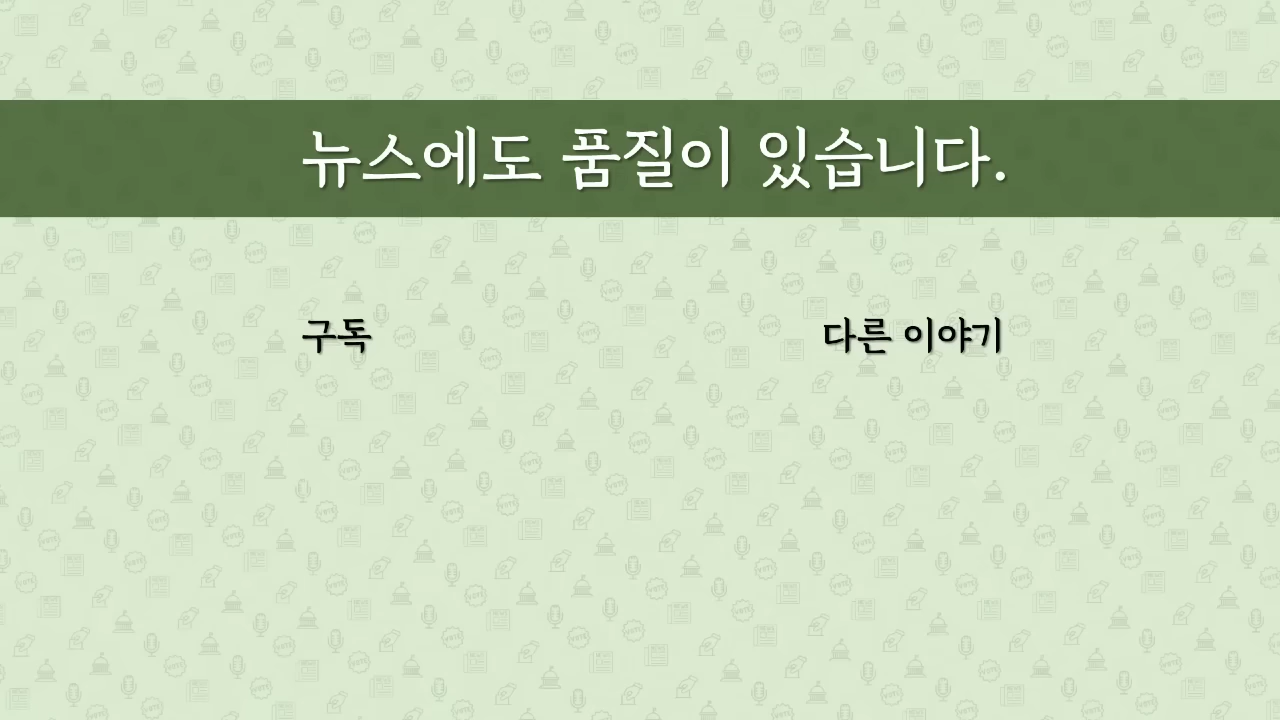 뉴스에도 품질이 있습니다.
구독
다른 이야기